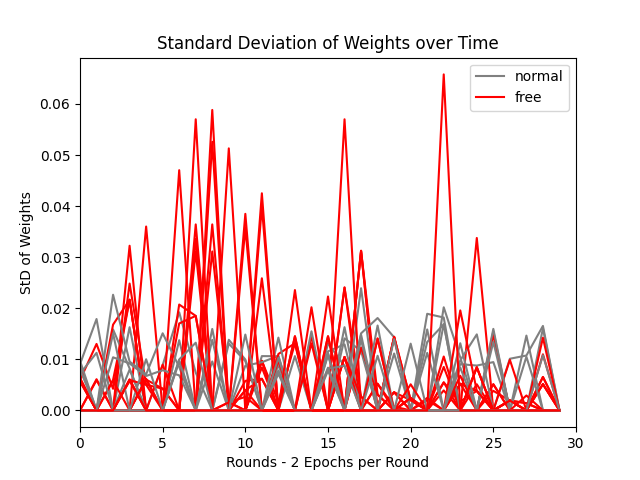 Standard Deviation of Weights over Time
normal
free
StD of Weights
0.06
0.05
0.04
0.03
0.02
0.01
0.00
0 5 10 15 20 25 30
Rounds - 2 Epochs per Round